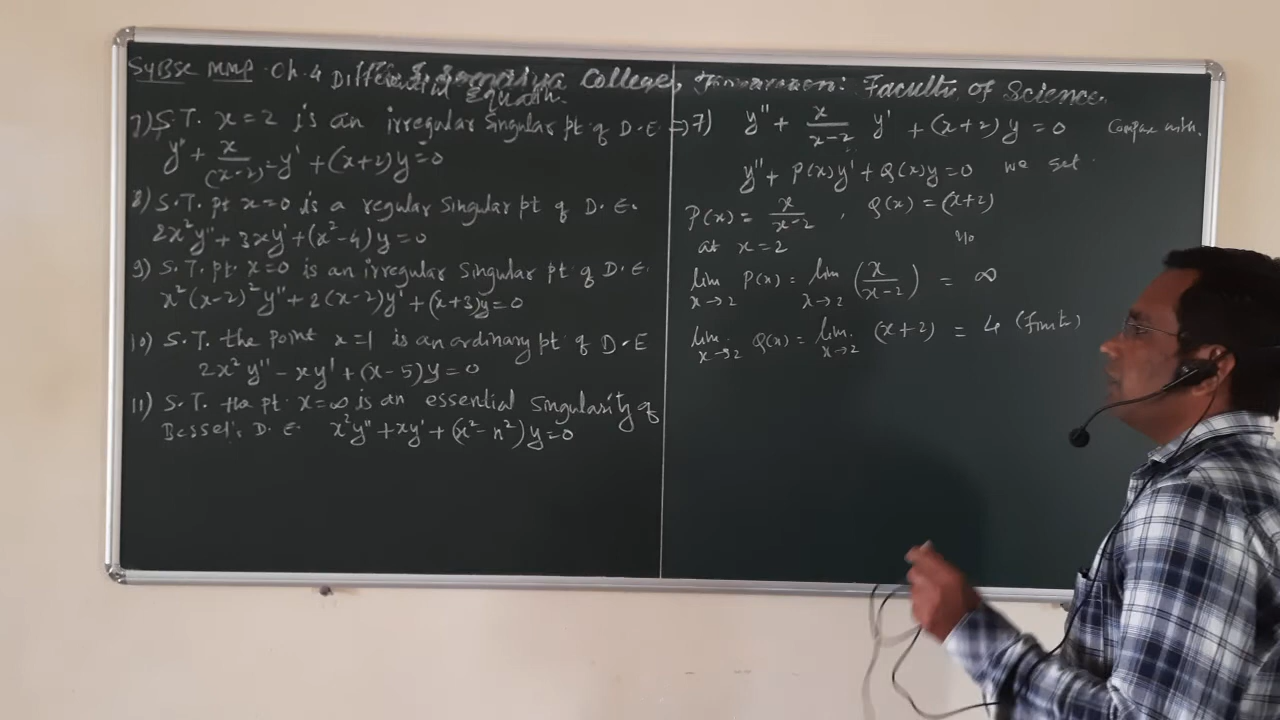 SyBSc MMP. Ch. 4 Differential Equatn.
College, : Faculty of Science.
7) S.T. x = 2 is an irregular singular pt of D.E.
y'' + x/(x-2) y' + (x+2)y = 0
8) S.T. pt x=0 is a regular singular pt of D.E.
2x²y'' + 3xy' + (x²-4)y = 0
9) S.T. pt. x=0 is an irregular singular pt of D.E.
x²(x-2)²y'' + 2(x-2)y' + (x+3)y = 0
10) S.T. the point x=1 is an ordinary pt of D.E
2x²y'' - xy' + (x-5)y = 0
11) S.T. the pt. x=∞ is an essential singularity of
Bessel's D.E. x²y'' + xy' + (x²-n²)y = 0
⇒ 7) y'' + x/(x-2) y' + (x+2)y = 0 Compare with.
y'' + P(x)y' + Q(x)y = 0 we get.
P(x) = x/(x-2), Q(x) = (x+2)
at x = 2
lim x→2 P(x) = lim x→2 (x/(x-2)) = ∞
lim x→2 Q(x) = lim. x→2 (x+2) = 4 (finite)